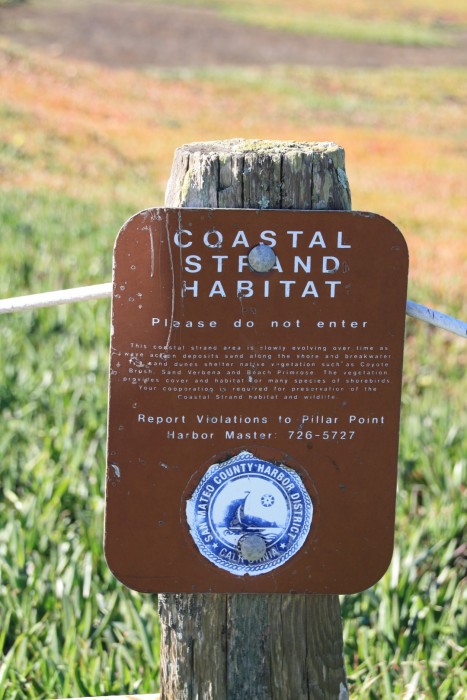 COASTAL
STRAND
HABITAT
Please do not enter
This coastal strand area is slowly evolving over time as
wave action deposits sand along the shore and breakwater
sand dunes shelter native vegetation such as Coyote
Brush, Sand Verbena and Beach Primrose. The vegetation
provides cover and habitat for many species of shorebirds.
Your cooperation is required for preservation of the
Coastal Strand habitat and wildlife.
Report Violations to Pillar Point
Harbor Master: 726-5727
SAN MATEO COUNTY HARBOR DISTRICT
CALIFORNIA